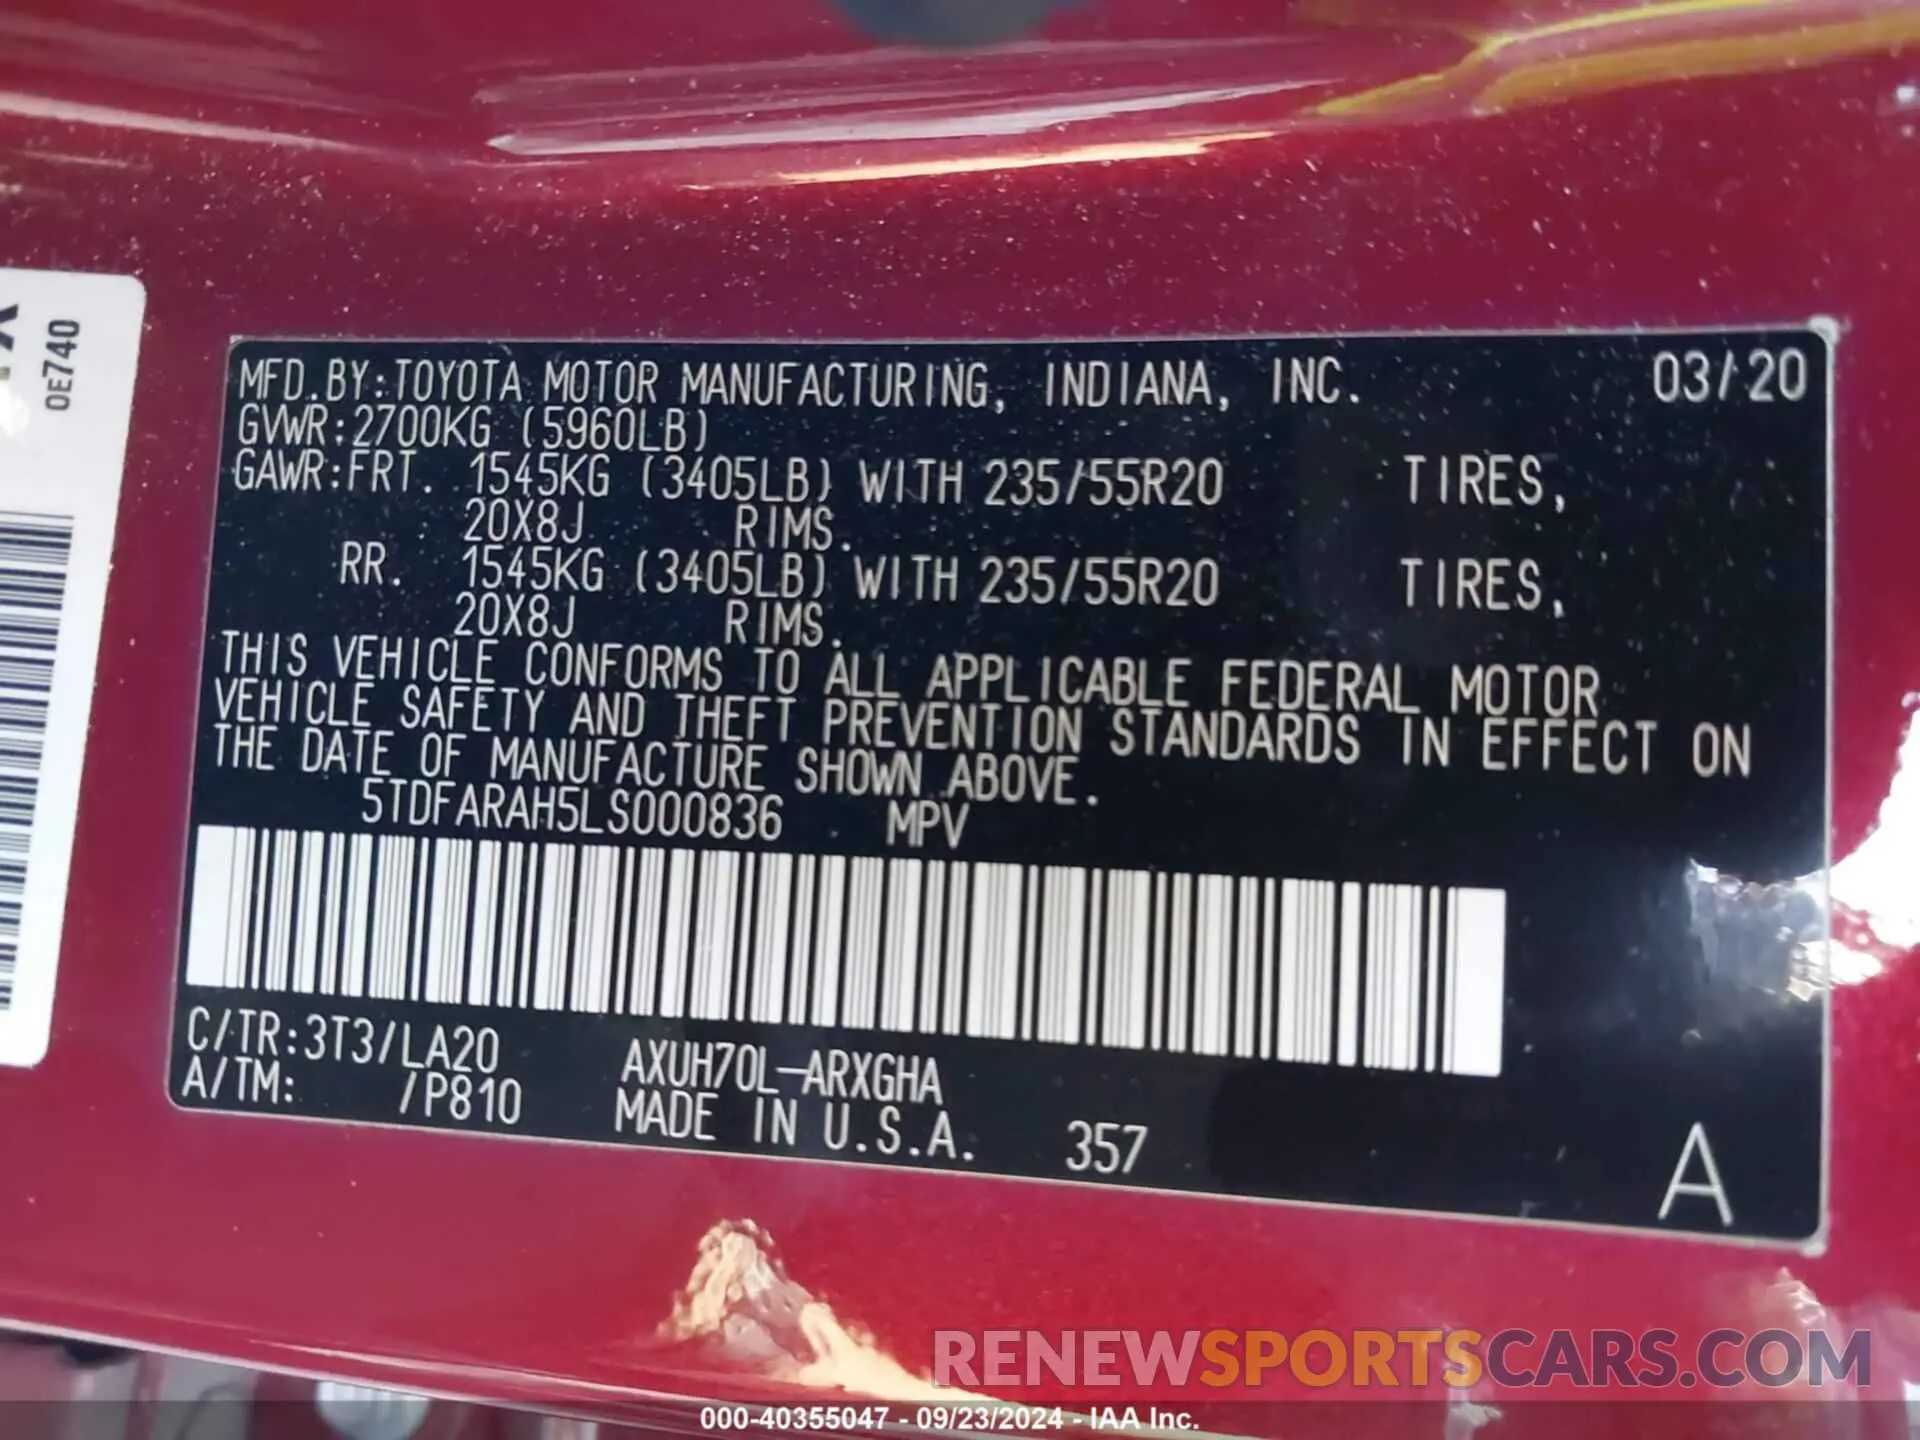 0E740
MFD.BY:TOYOTA MOTOR MANUFACTURING, INDIANA, INC. 03/20
GVWR:2700KG (5960LB)
GAWR:FRT. 1545KG (3405LB) WITH 235/55R20 TIRES,
20X8J RIMS.
RR. 1545KG (3405LB) WITH 235/55R20 TIRES,
20X8J RIMS.
THIS VEHICLE CONFORMS TO ALL APPLICABLE FEDERAL MOTOR
VEHICLE SAFETY AND THEFT PREVENTION STANDARDS IN EFFECT ON
THE DATE OF MANUFACTURE SHOWN ABOVE.
5TDFARAH5LS000836 MPV
C/TR:3T3/LA20 AXUH70L-ARXGHA
A/TM: /P810 MADE IN U.S.A. 357 A
RENEWSPORTSCARS.COM
000-40355047 - 09/23/2024 - IAA Inc.